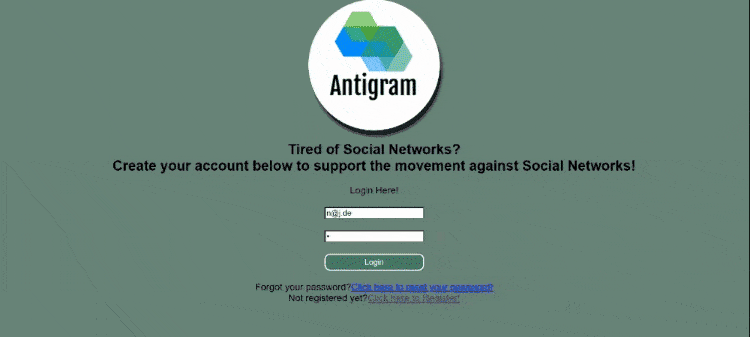 Antigram
Tired of Social Networks?
Create your account below to support the movement against Social Networks!
Login Here!
n@j.de
•
Login
Forgot your password?Click here to reset your password?
Not registered yet?Click here to Register!